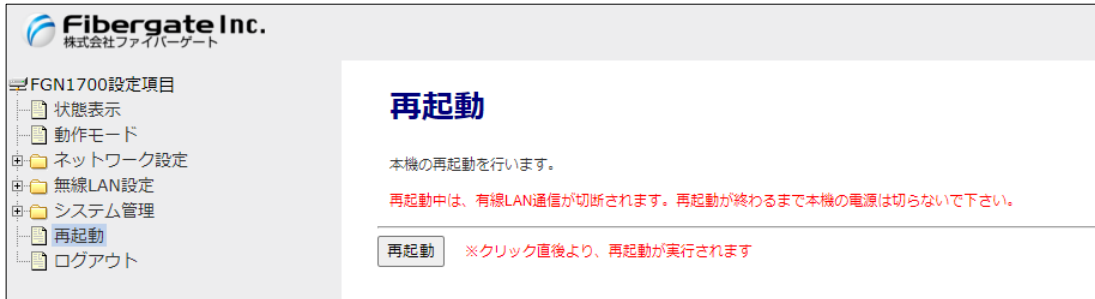 Fibergate Inc.
株式会社ファイバーゲート
FGN1700設定項目
状態表示
動作モード
ネットワーク設定
無線LAN設定
システム管理
再起動
ログアウト
再起動
本機の再起動を行います。
再起動中は、有線LAN通信が切断されます。再起動が終わるまで本機の電源は切らないで下さい。
再起動 ※クリック直後より、再起動が実行されます